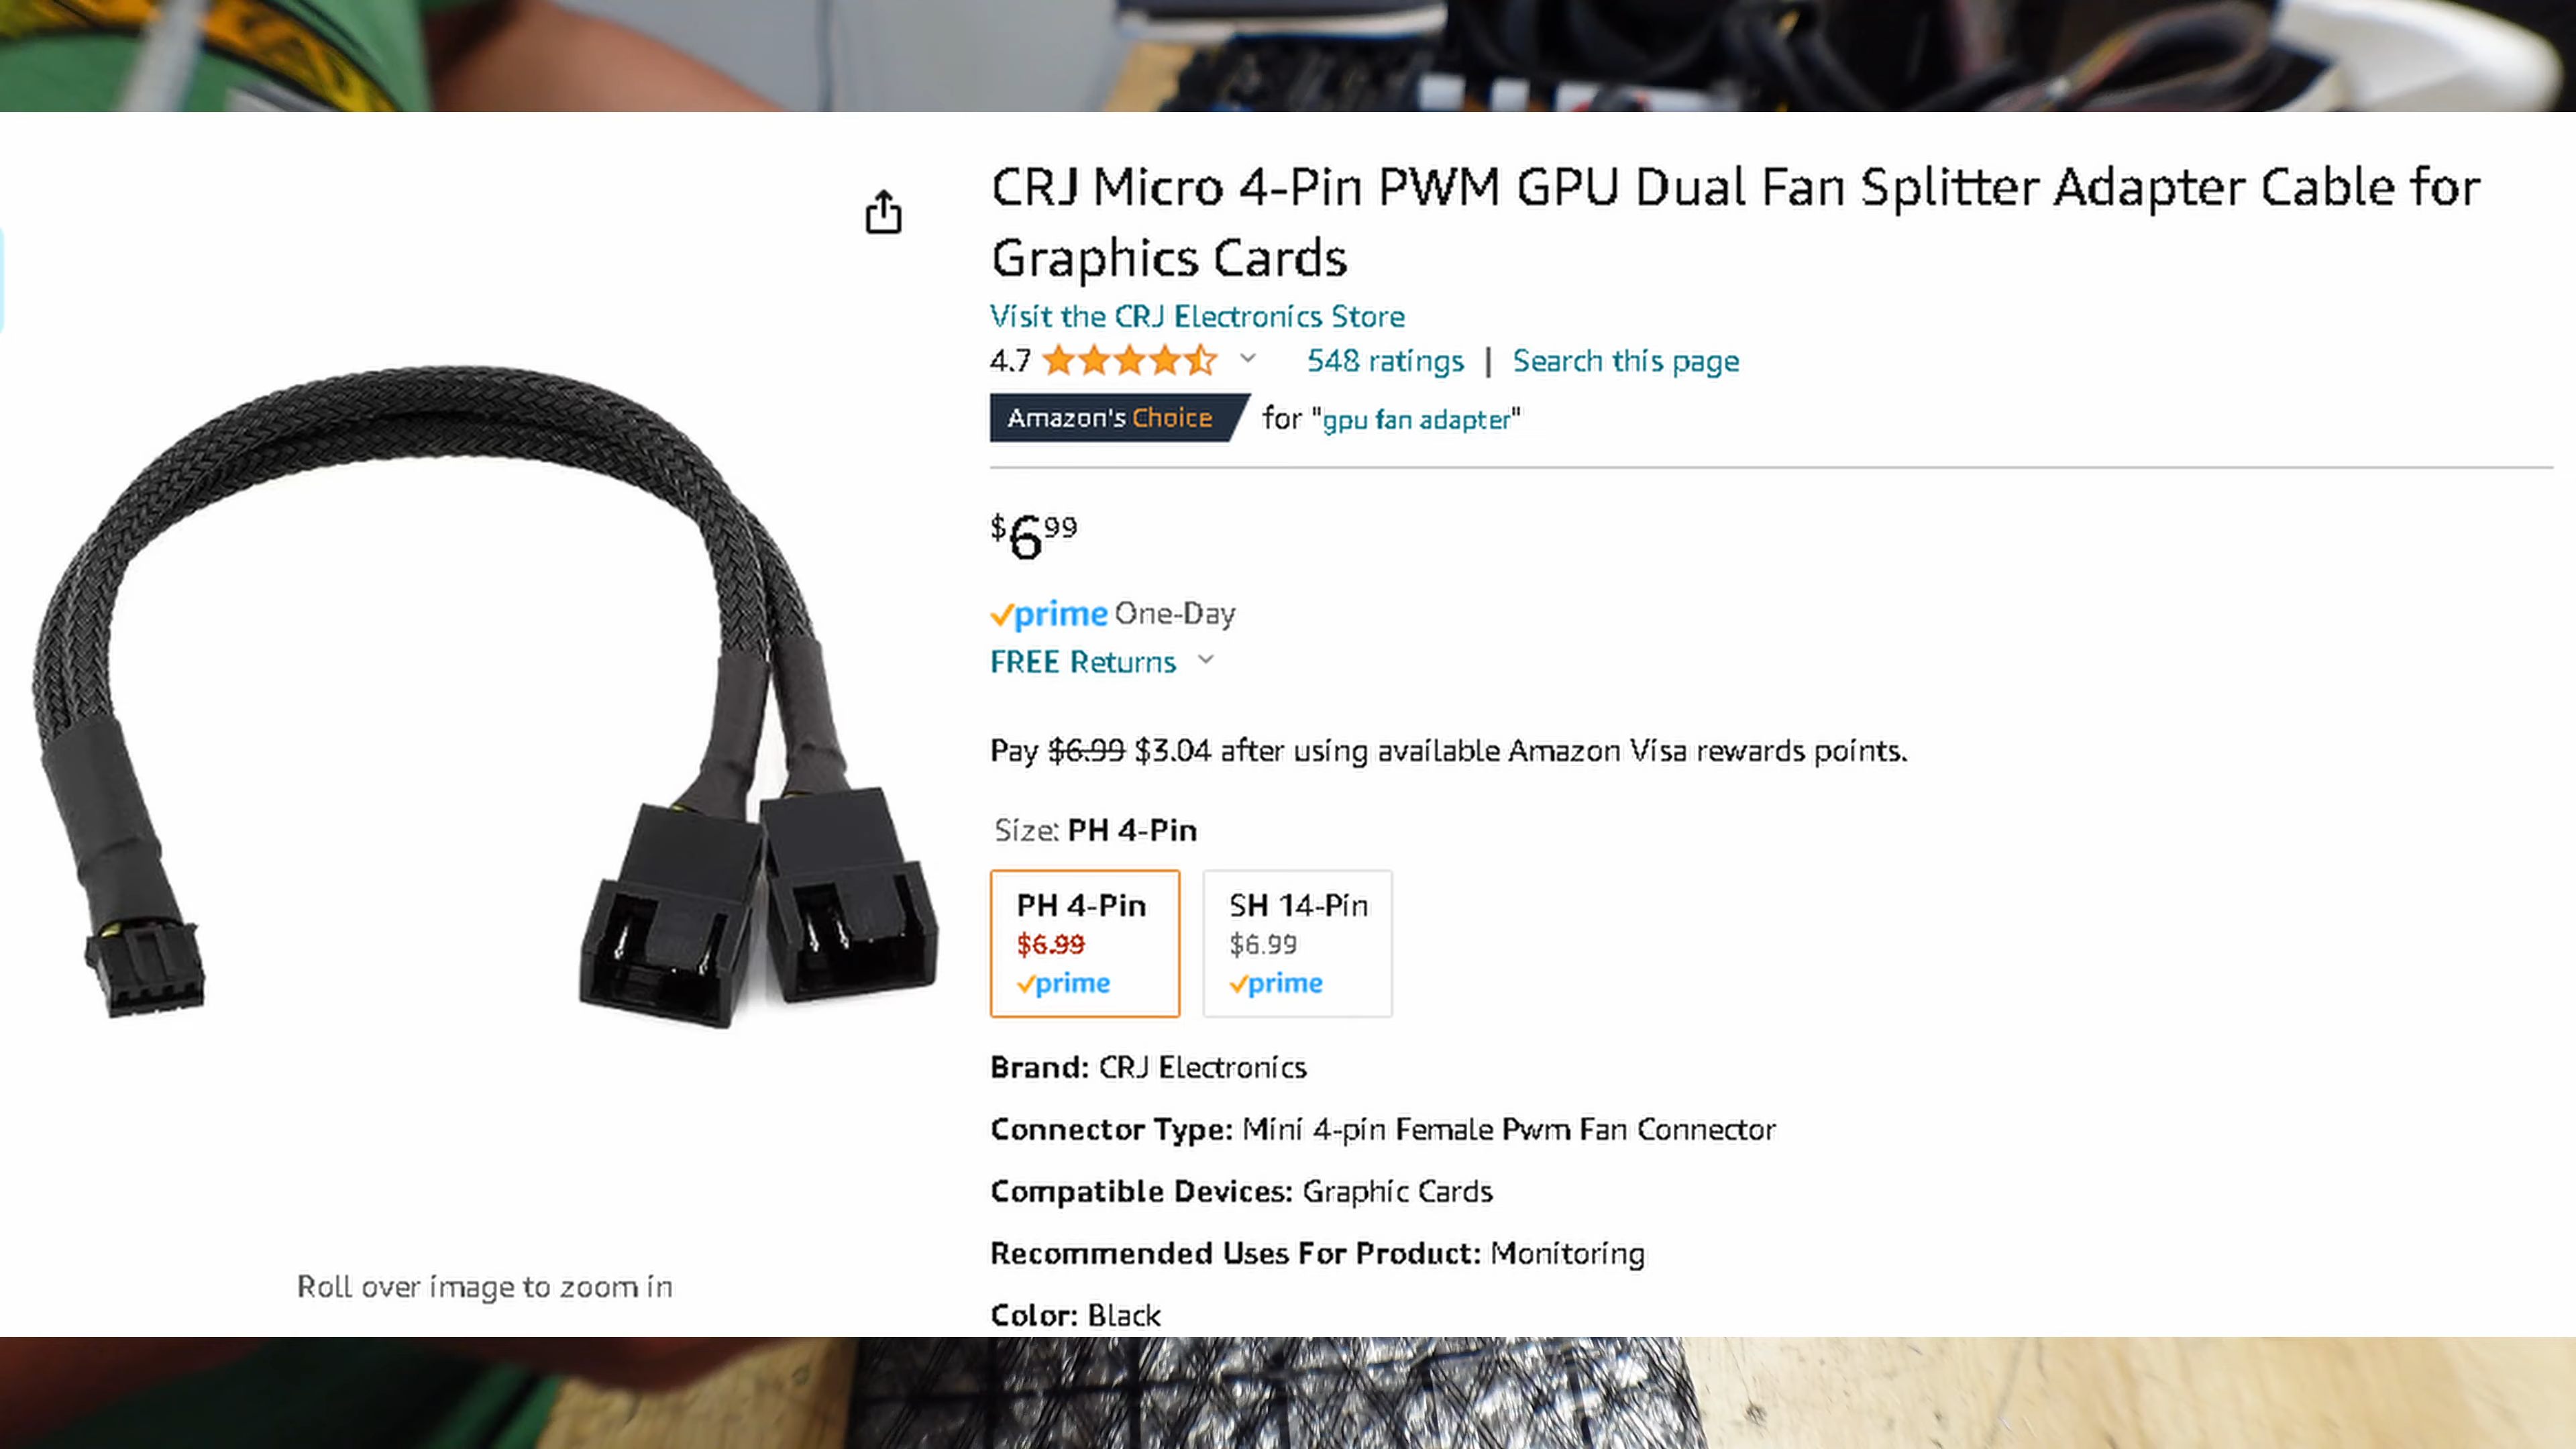 CRJ Micro 4-Pin PWM GPU Dual Fan Splitter Adapter Cable for
Graphics Cards
Visit the CRJ Electronics Store
4.7 548 ratings | Search this page
Amazon's Choice for "gpu fan adapter"
$6.99
prime One-Day
FREE Returns
Pay $6.99 $3.04 after using available Amazon Visa rewards points.
Size: PH 4-Pin
PH 4-Pin
$6.99
prime
SH 14-Pin
$6.99
prime
Brand: CRJ Electronics
Connector Type: Mini 4-pin Female Pwm Fan Connector
Compatible Devices: Graphic Cards
Recommended Uses For Product: Monitoring
Color: Black
Roll over image to zoom in